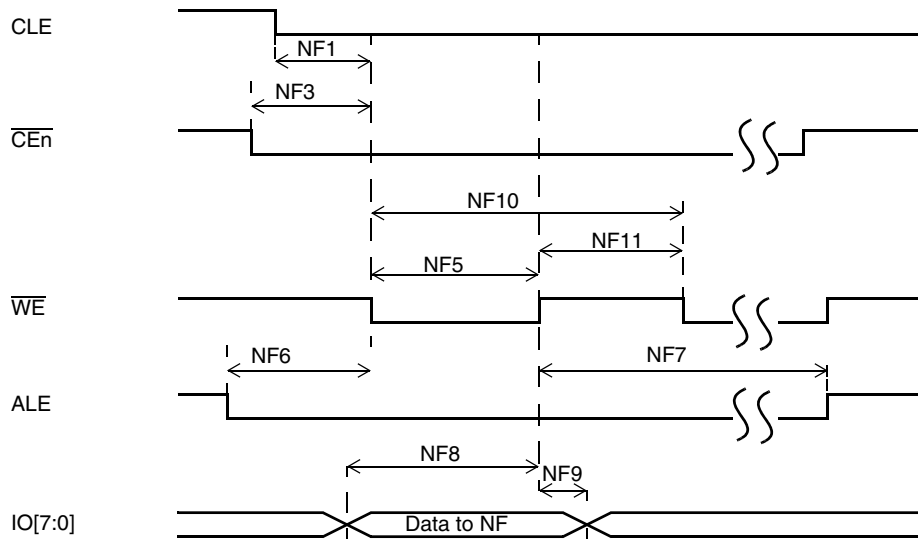 CLE
NF1
NF3
CEn
NF10
NF11
NF5
WE
NF6
NF7
ALE
NF8
NF9
IO[7:0]
Data to NF